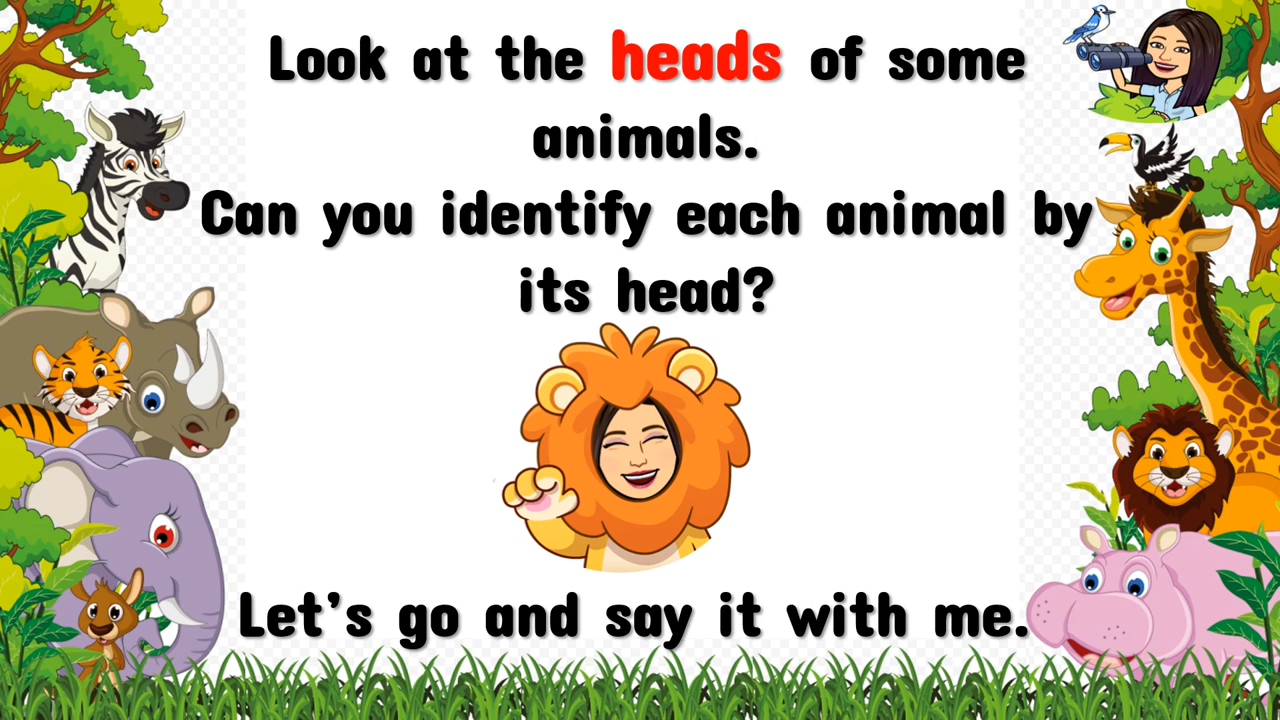 Look at the heads of some
animals.
Can you identify each animal by
its head?
Let’s go and say it with me.